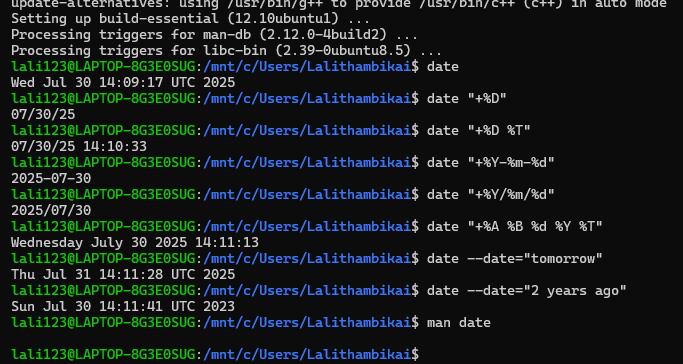 update-alternatives: using /usr/bin/g++ to provide /usr/bin/c++ (c++) in auto mode
Setting up build-essential (12.10ubuntu1) ...
Processing triggers for man-db (2.12.0-4build2) ...
Processing triggers for libc-bin (2.39-0ubuntu8.5) ...
lali123@LAPTOP-8G3E0SUG:/mnt/c/Users/Lalithambikai$ date
Wed Jul 30 14:09:17 UTC 2025
lali123@LAPTOP-8G3E0SUG:/mnt/c/Users/Lalithambikai$ date "+%D"
07/30/25
lali123@LAPTOP-8G3E0SUG:/mnt/c/Users/Lalithambikai$ date "+%D %T"
07/30/25 14:10:33
lali123@LAPTOP-8G3E0SUG:/mnt/c/Users/Lalithambikai$ date "+%Y-%m-%d"
2025-07-30
lali123@LAPTOP-8G3E0SUG:/mnt/c/Users/Lalithambikai$ date "+%Y/%m/%d"
2025/07/30
lali123@LAPTOP-8G3E0SUG:/mnt/c/Users/Lalithambikai$ date "+%A %B %d %Y %T"
Wednesday July 30 2025 14:11:13
lali123@LAPTOP-8G3E0SUG:/mnt/c/Users/Lalithambikai$ date --date="tomorrow"
Thu Jul 31 14:11:28 UTC 2025
lali123@LAPTOP-8G3E0SUG:/mnt/c/Users/Lalithambikai$ date --date="2 years ago"
Sun Jul 30 14:11:41 UTC 2023
lali123@LAPTOP-8G3E0SUG:/mnt/c/Users/Lalithambikai$ man date
lali123@LAPTOP-8G3E0SUG:/mnt/c/Users/Lalithambikai$